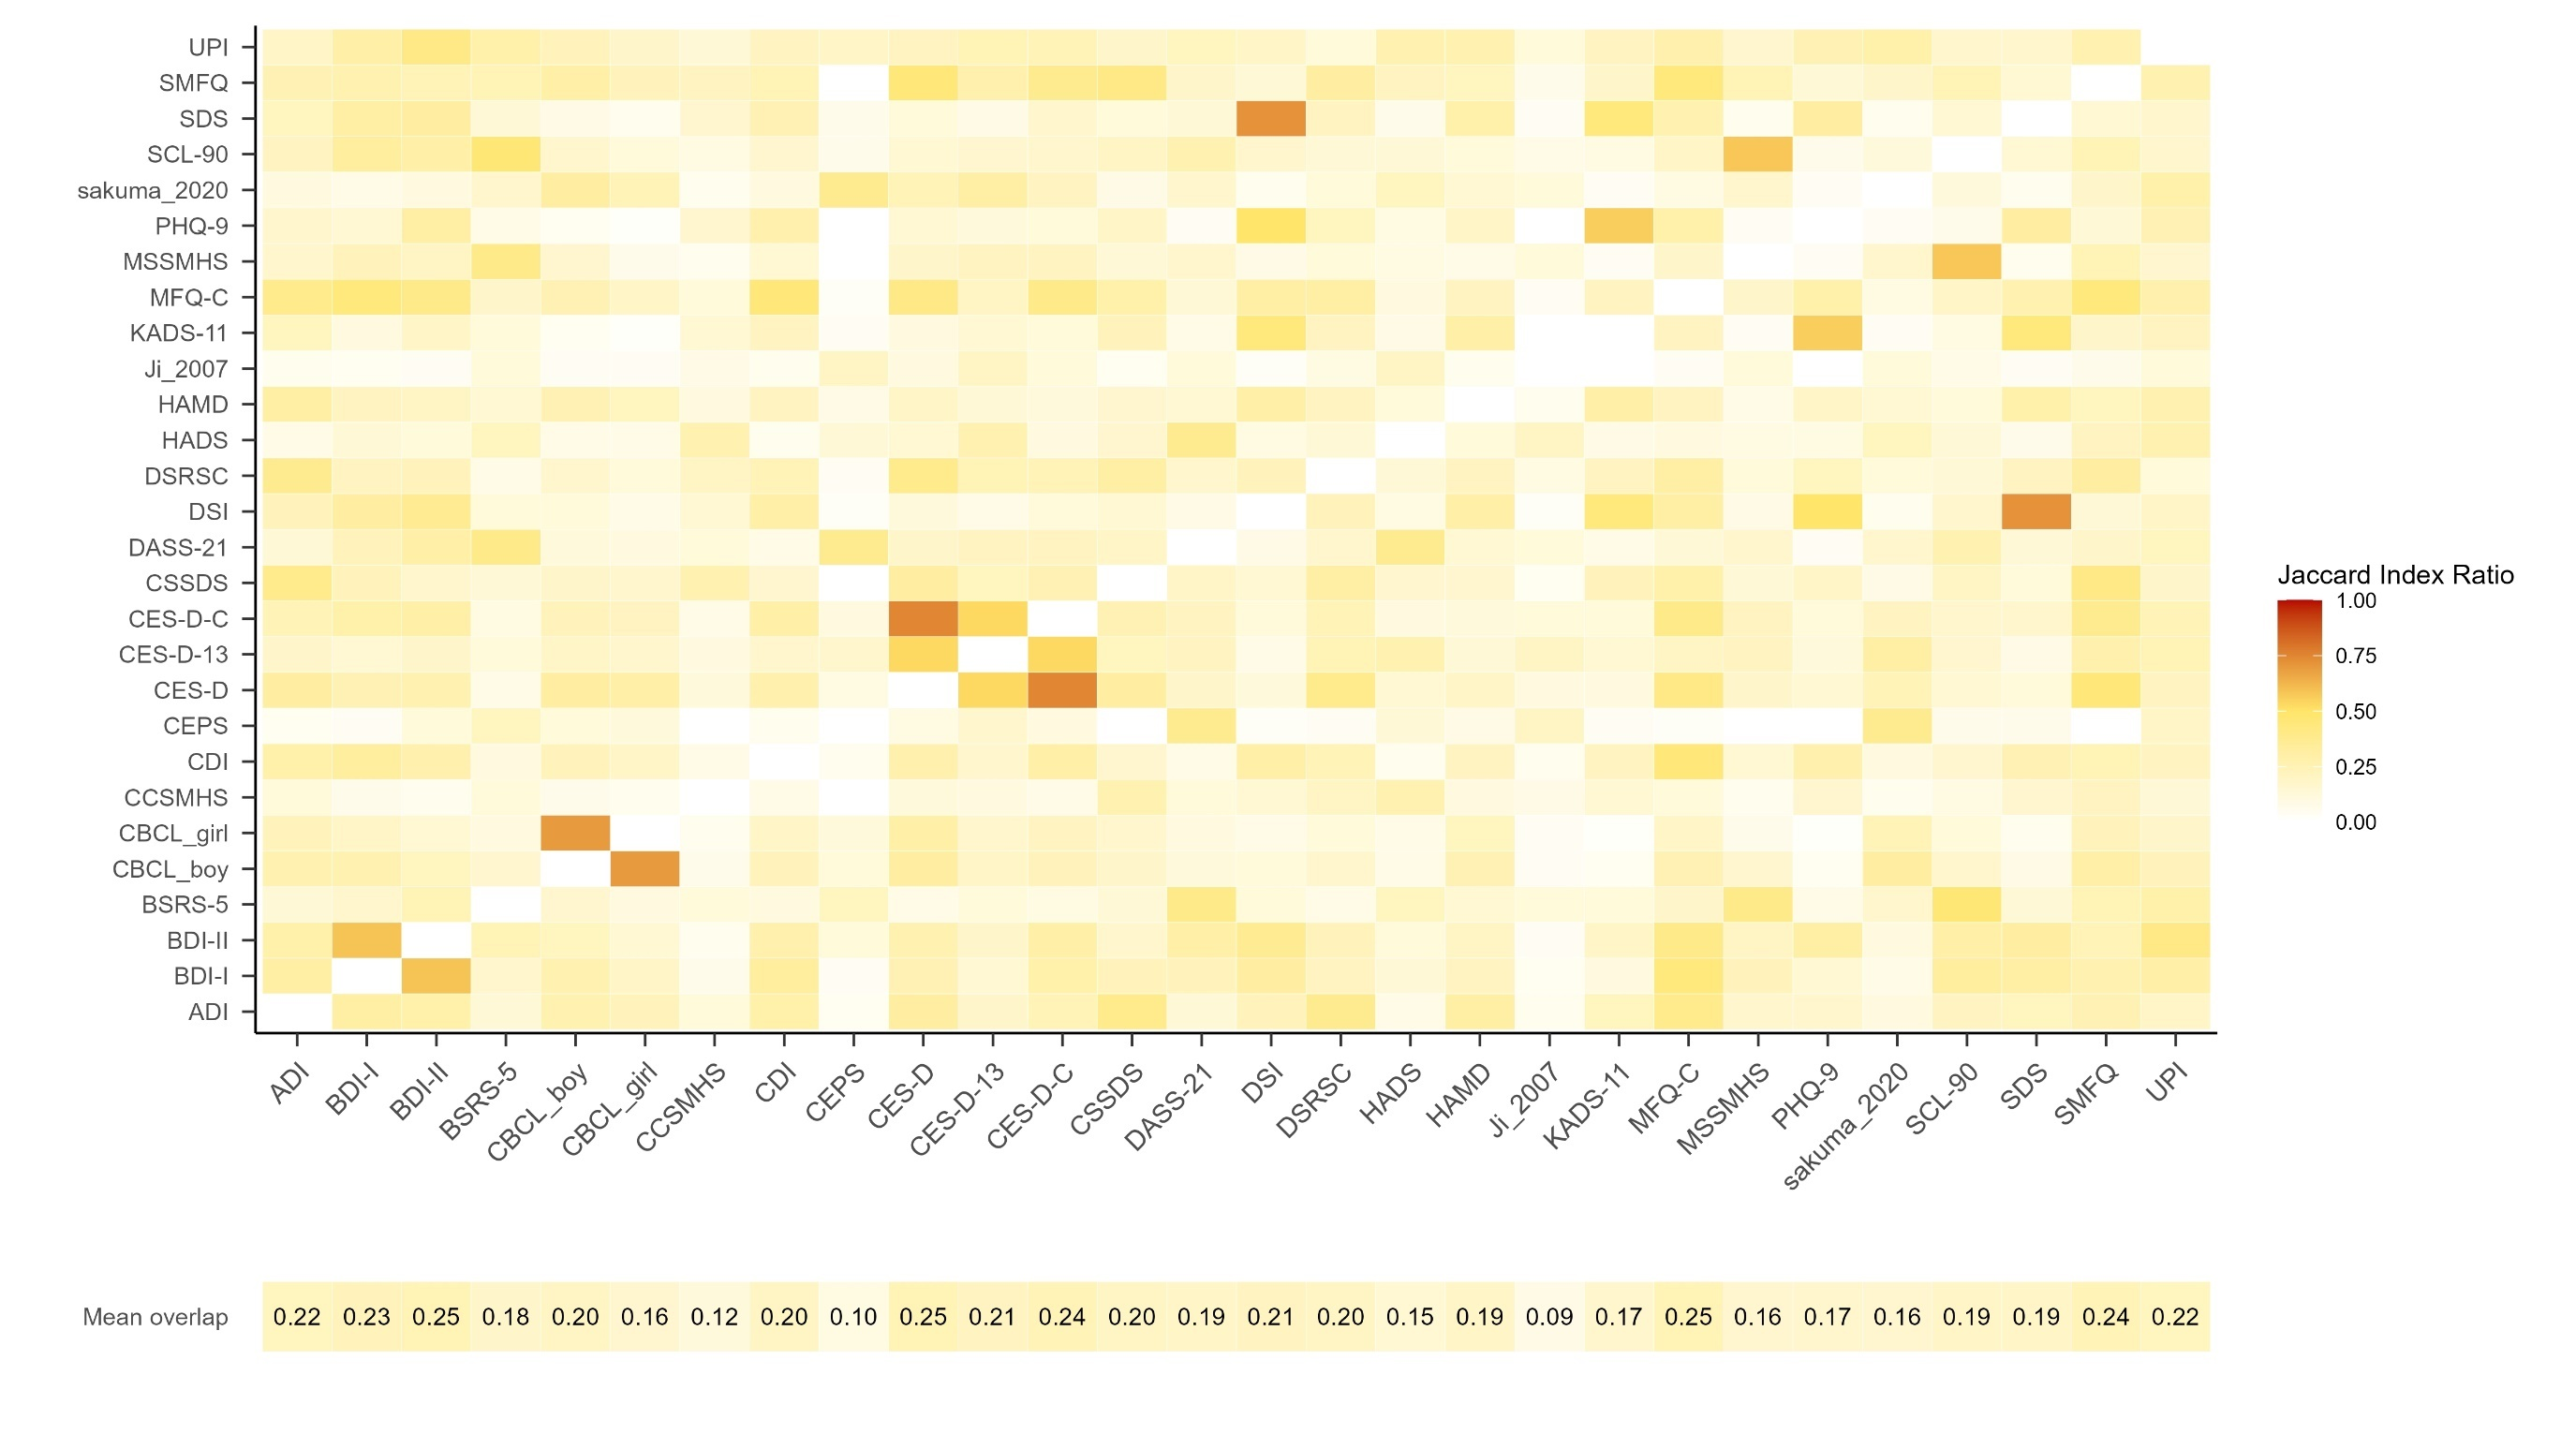 UPI
SMFQ
SDS
SCL-90
sakuma_2020
PHQ-9
MSSMHS
MFQ-C
KADS-11
Ji_2007
HAMD
HADS
DSRSC
DSI
DASS-21
CSSDS
CES-D-C
CES-D-13
CES-D
CEPS
CDI
CCSMHS
CBCL_girl
CBCL_boy
BSRS-5
BDI-II
BDI-I
ADI
ADI BDI-I BDI-II BSRS-5 CBCL_boy CBCL_girl CCSMHS CDI CEPS CES-D CES-D-13 CES-D-C CSSDS DASS-21 DSI DSRSC HADS HAMD Ji_2007 KADS-11 MFQ-C MSSMHS PHQ-9 sakuma_2020 SCL-90 SDS SMFQ UPI
Jaccard Index Ratio
1.00
0.75
0.50
0.25
0.00
Mean overlap 0.22 0.23 0.25 0.18 0.20 0.16 0.12 0.20 0.10 0.25 0.21 0.24 0.20 0.19 0.21 0.20 0.15 0.19 0.09 0.17 0.25 0.16 0.17 0.16 0.19 0.19 0.24 0.22